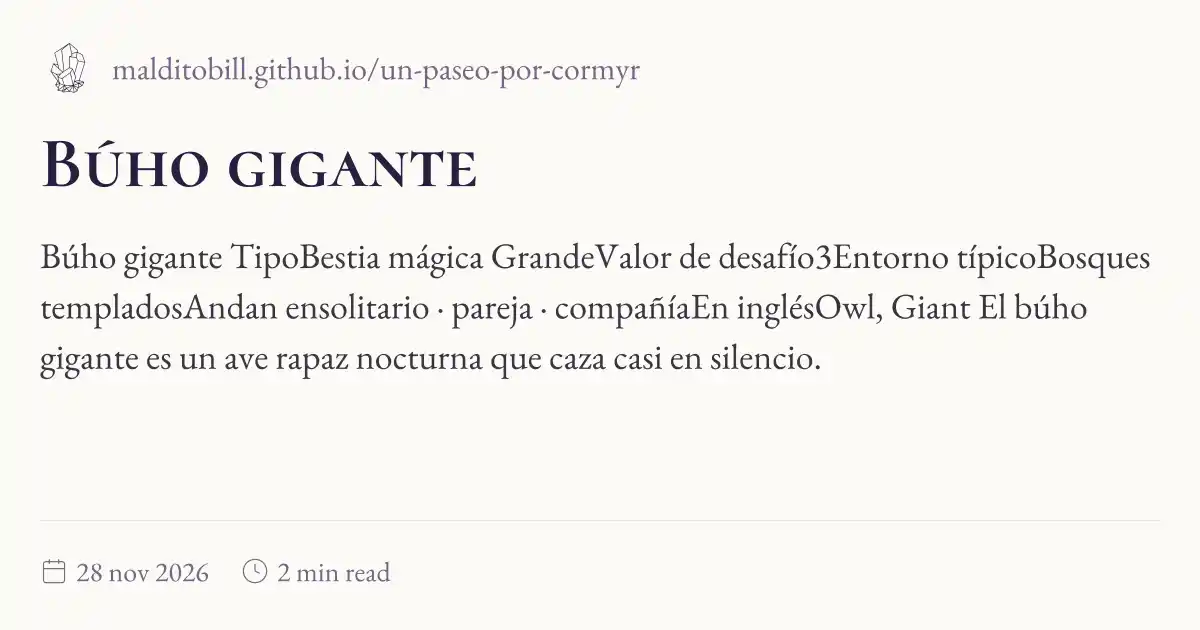 malditobill.github.io/un-paseo-por-cormyr
Búho gigante
Búho gigante TipoBestia mágica GrandeValor de desafío3Entorno típicoBosques
templadosAndan ensolitario · pareja · compañíaEn inglésOwl, Giant El búho
gigante es un ave rapaz nocturna que caza casi en silencio.
28 nov 2026
2 min read